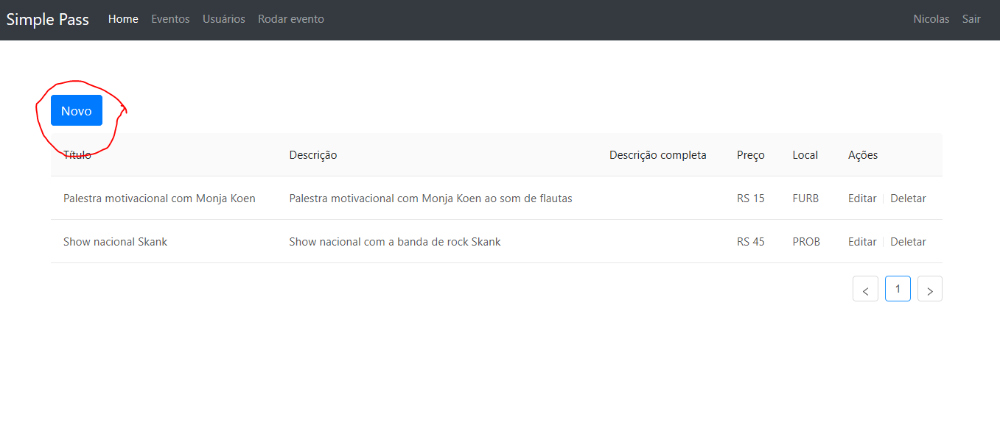 Simple Pass Home Eventos Usuários Rodar evento Nicolas Sair
Novo
Título Descrição Descrição completa Preço Local Ações
Palestra motivacional com Monja Koen Palestra motivacional com Monja Koen ao som de flautas RS 15 FURB Editar Deletar
Show nacional Skank Show nacional com a banda de rock Skank RS 45 PROB Editar Deletar
< 1 >